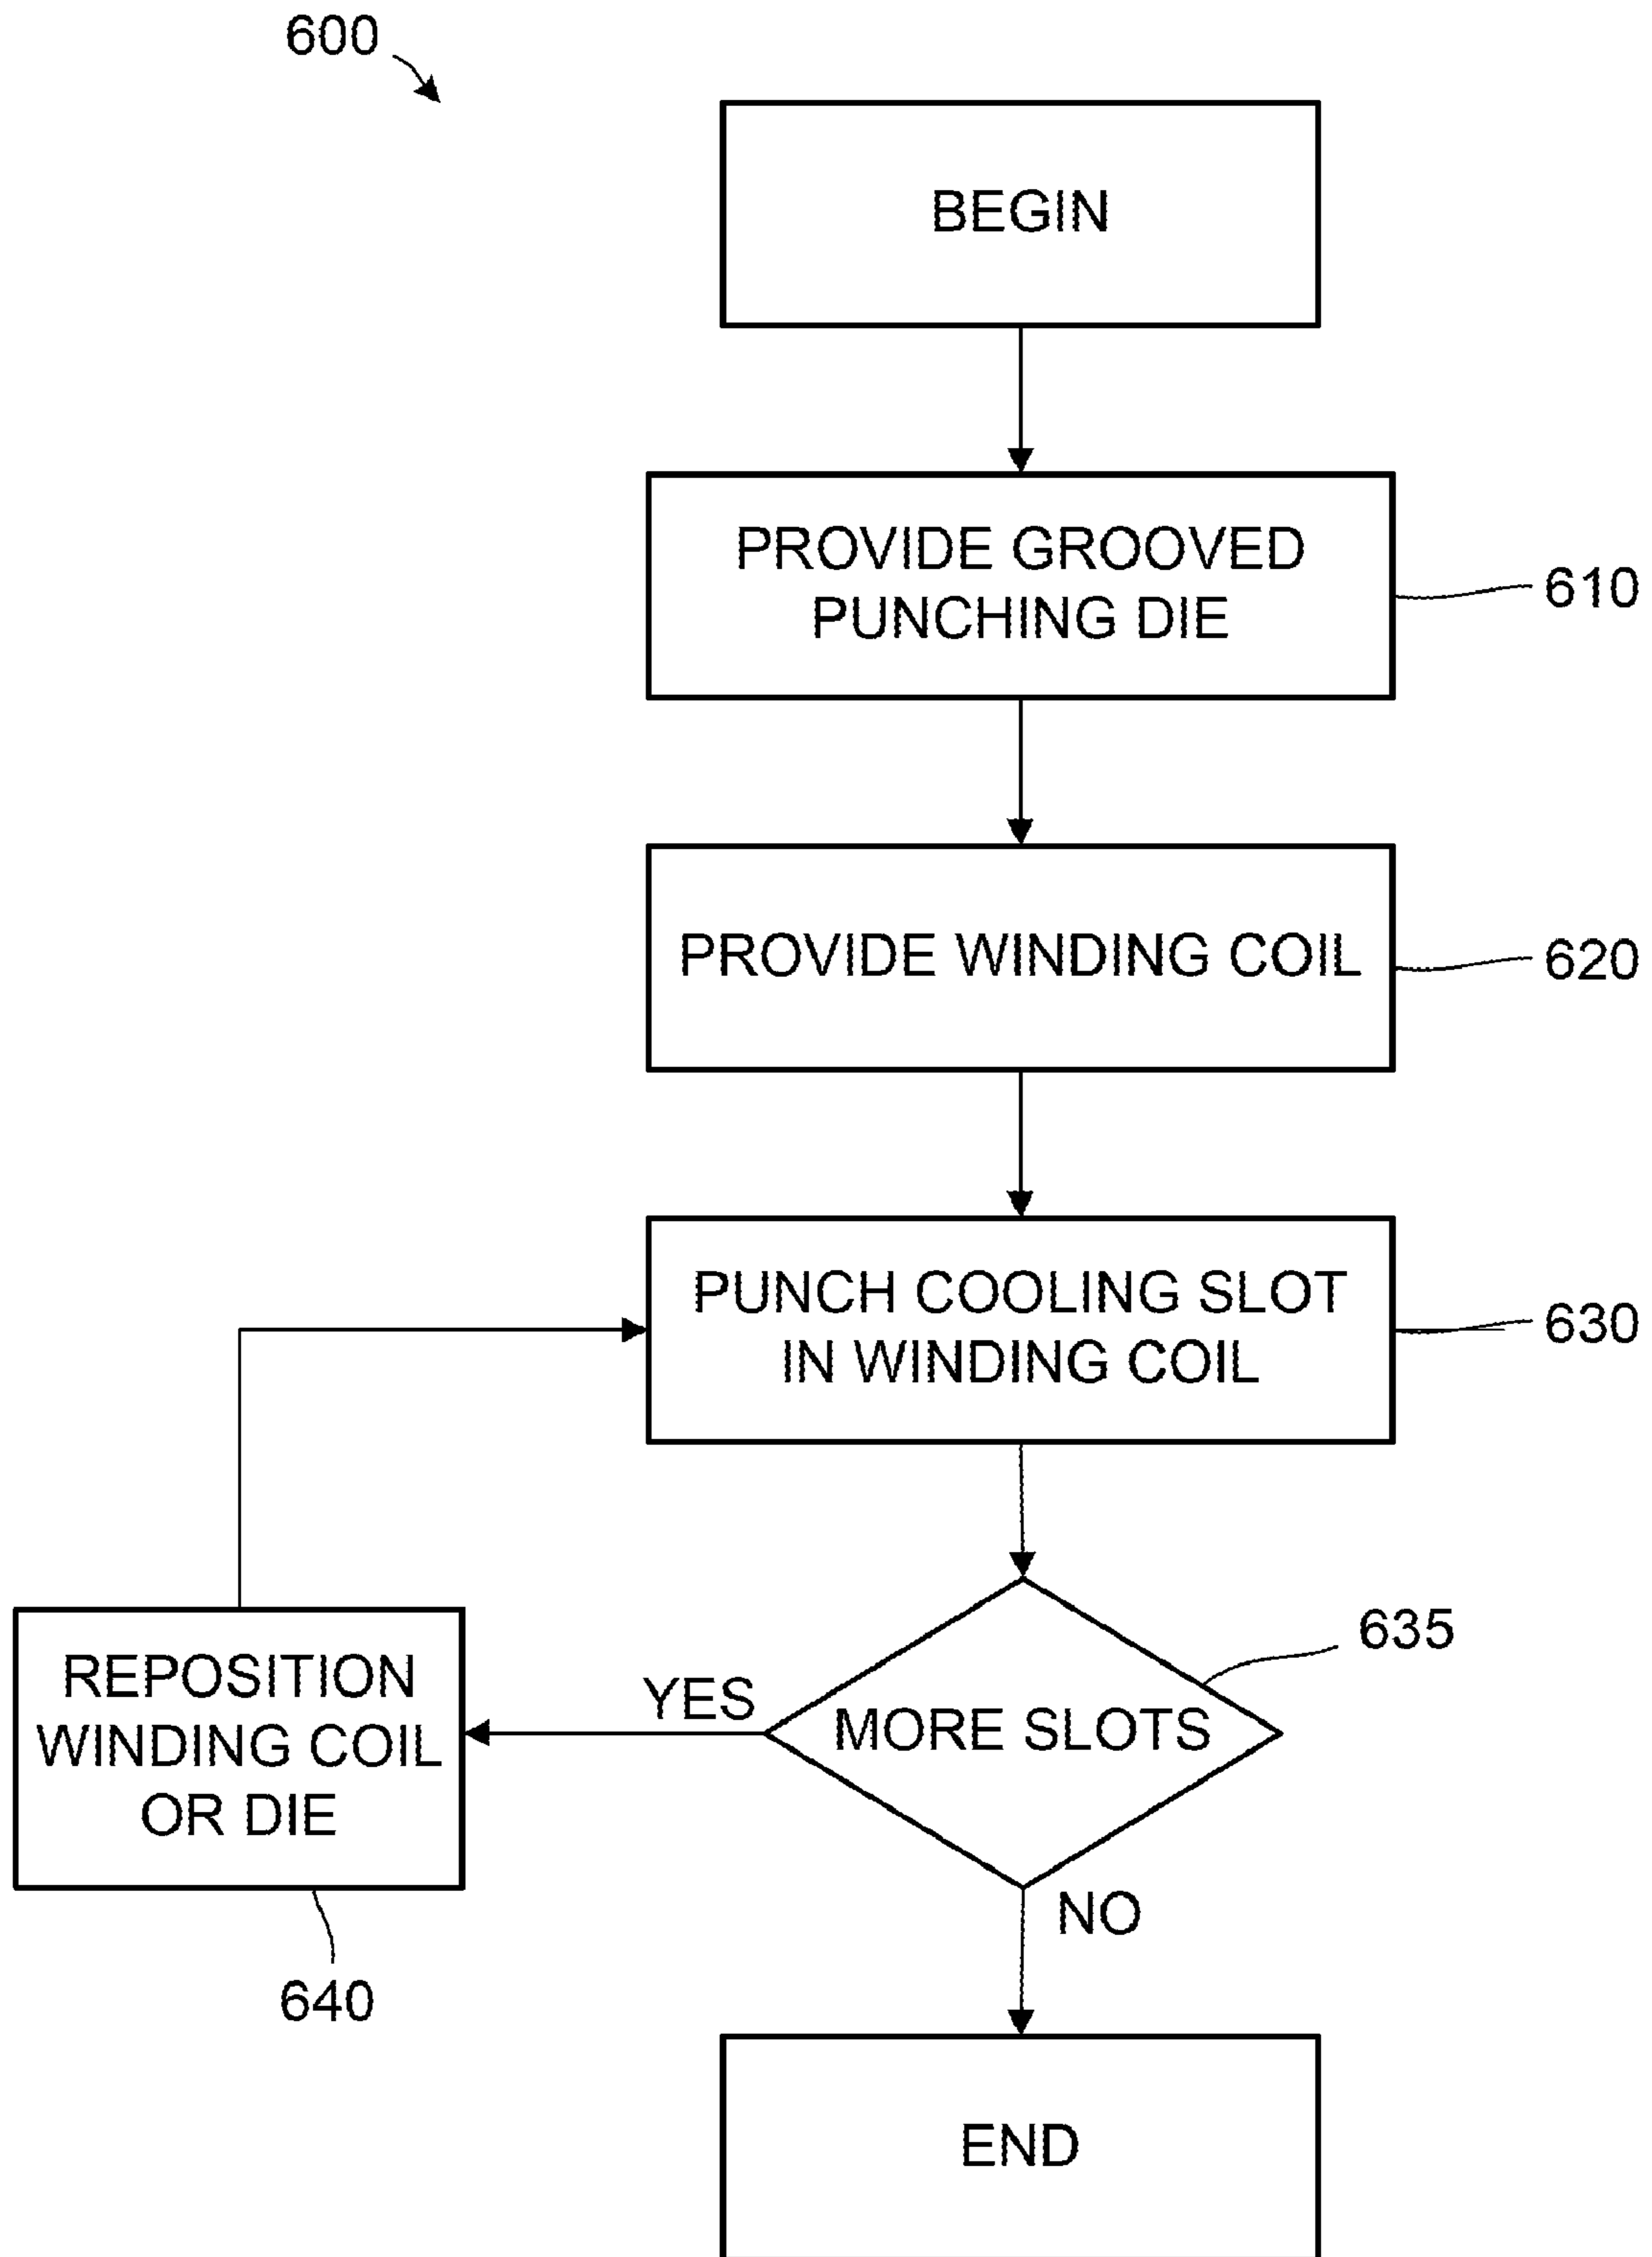 600
BEGIN
PROVIDE GROOVED
PUNCHING DIE
610
PROVIDE WINDING COIL
620
PUNCH COOLING SLOT
IN WINDING COIL
630
635
MORE SLOTS
YES
REPOSITION
WINDING COIL
OR DIE
640
NO
END